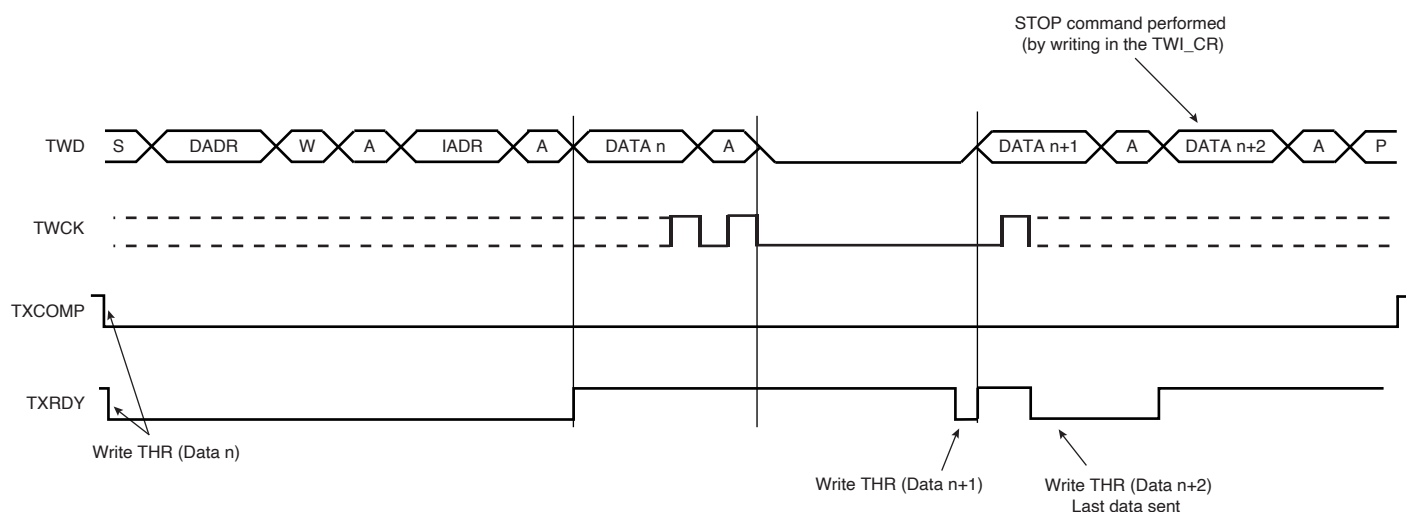 STOP command performed
(by writing in the TWI_CR)
TWD S DADR W A IADR A DATA n A DATA n+1 A DATA n+2 A P
TWCK
TXCOMP
TXRDY
Write THR (Data n)
Write THR (Data n+1)
Write THR (Data n+2)
Last data sent